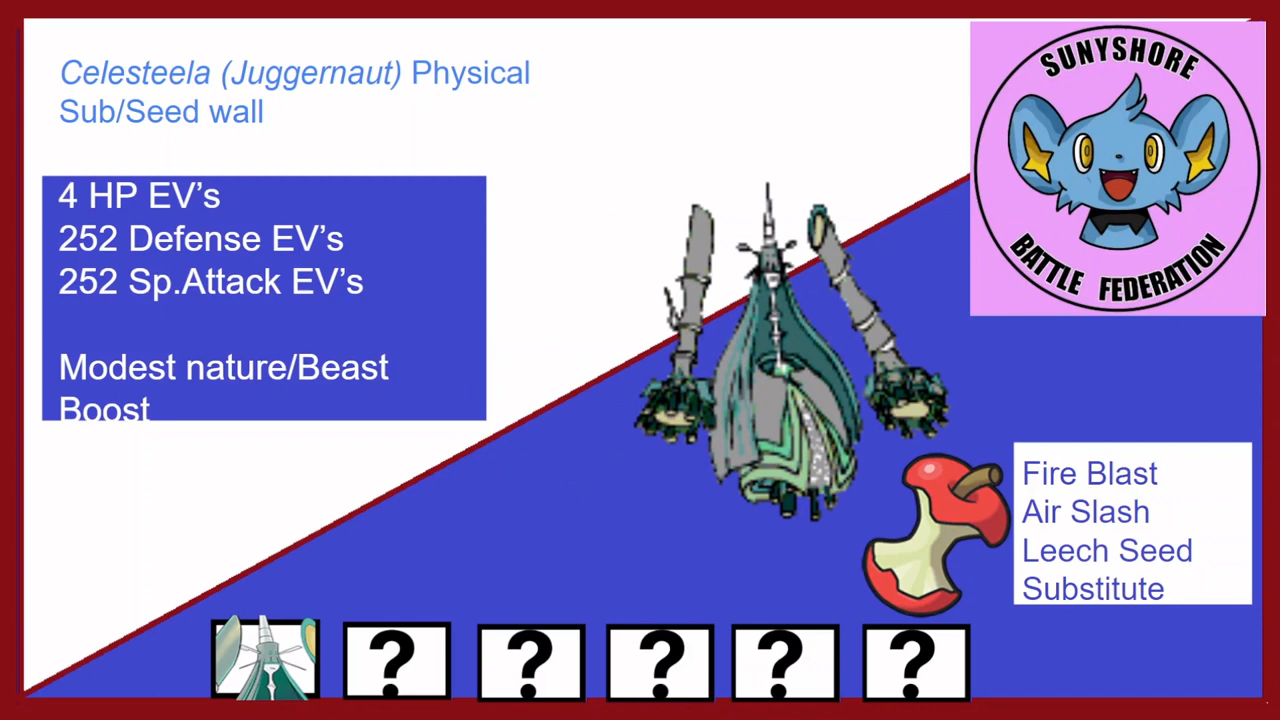 Celesteela (Juggernaut) Physical
Sub/Seed wall
SUNYSHORE
BATTLE FEDERATION
4 HP EV’s
252 Defense EV’s
252 Sp.Attack EV’s
Modest nature/Beast
Boost
Fire Blast
Air Slash
Leech Seed
Substitute
? ? ? ? ?